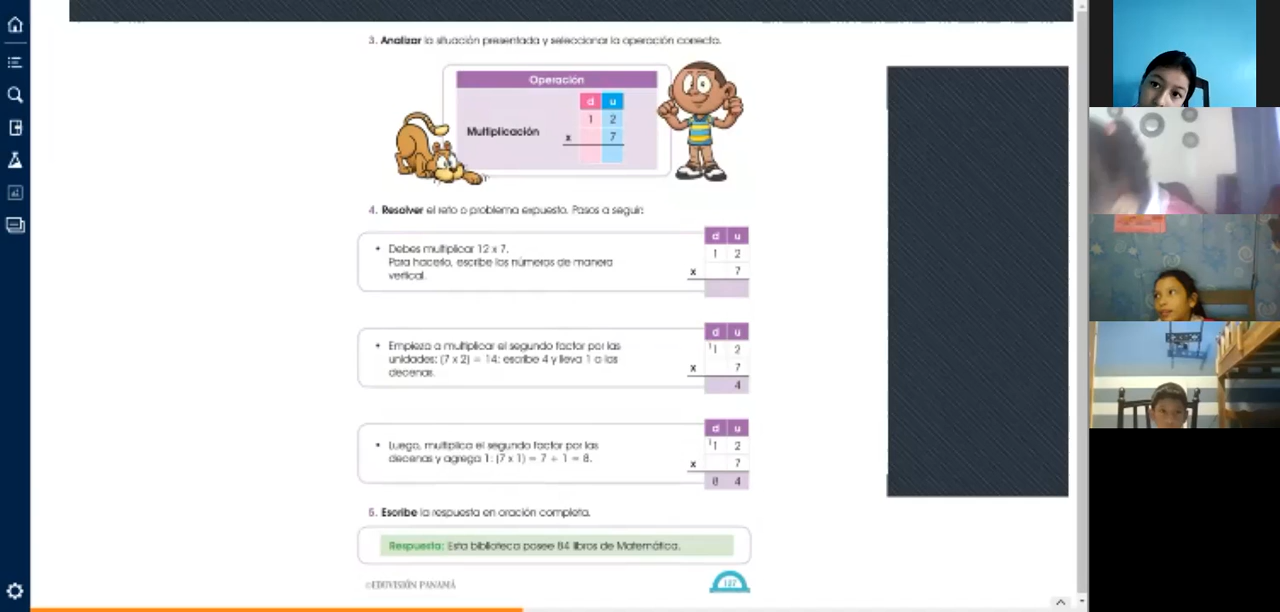 3. Analizar la situación presentada y seleccionar la operación correcta.
Operación
d u
1 2
Multiplicación
x 7
4. Resolver el reto o problema expuesto. Pasos a seguir:
d u
• Debes multiplicar 12 x 7.
1 2
Para hacerlo, escribe los números de manera
x 7
vertical.
d u
• Empieza a multiplicar el segundo factor por las
1 1 2
unidades: (7 x 2) = 14; escribe 4 y lleva 1 a las
x 7
decenas.
4
d u
• Luego, multiplica el segundo factor por las
1 1 2
decenas y agrega 1: (7 x 1) = 7 + 1 = 8.
x 7
8 4
5. Escribe la respuesta en oración completa.
Respuesta: Esta biblioteca posee 84 libros de Matemática.
©EDUVISIÓN PANAMÁ